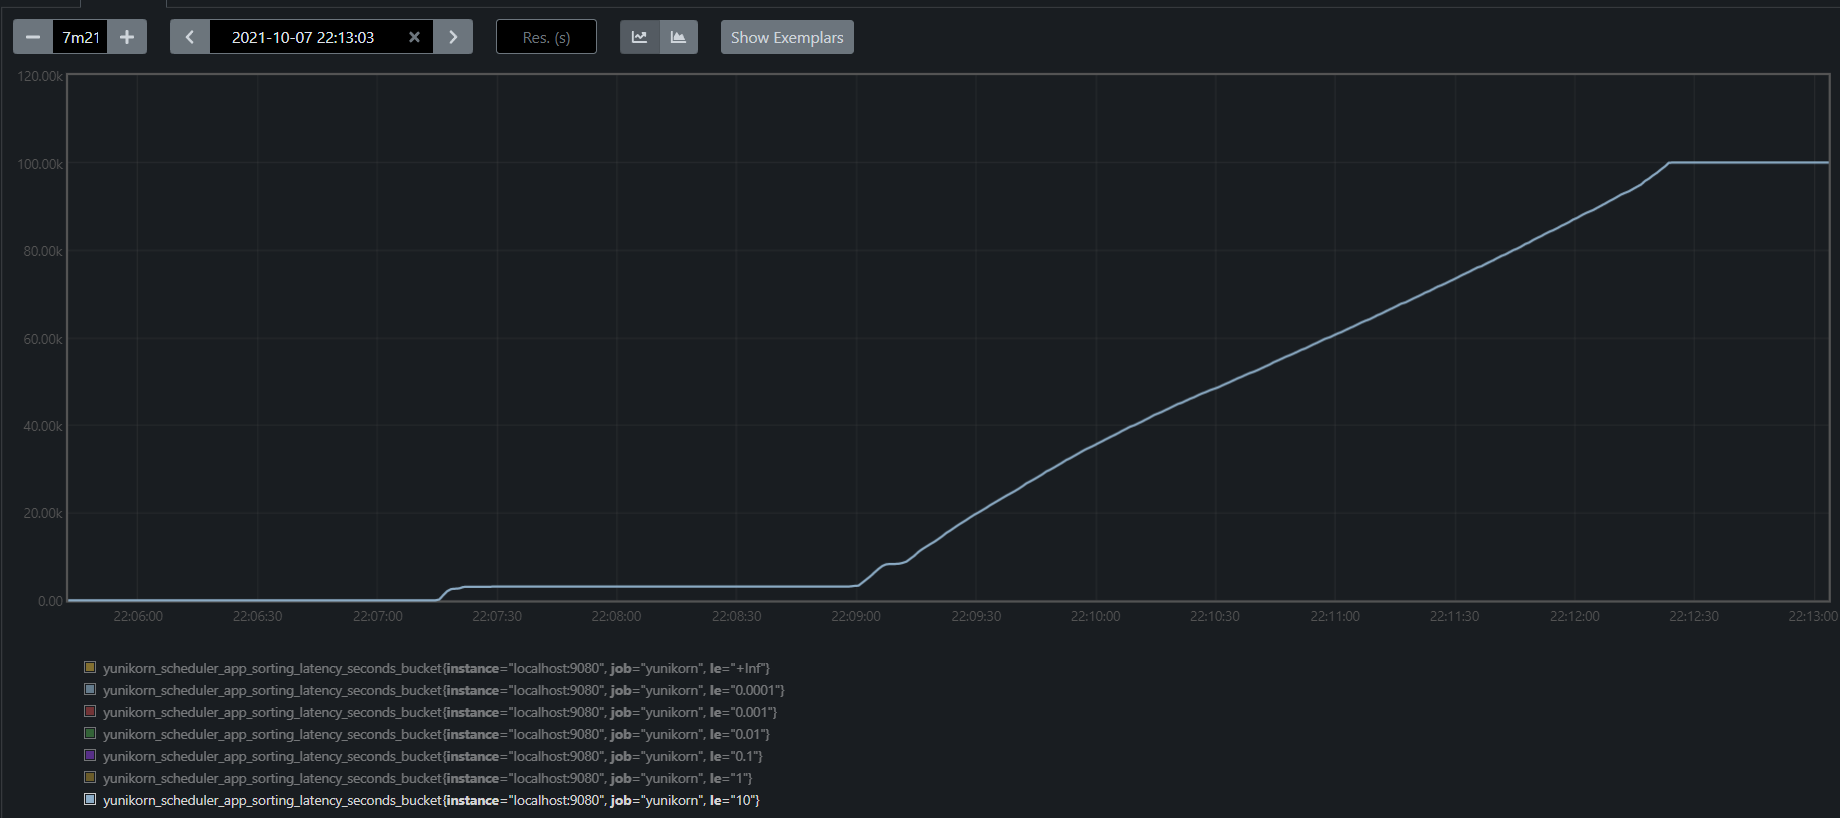 7m21 2021-10-07 22:13:03 Res. (s) Show Exemplars
120.00k
100.00k
80.00k
60.00k
40.00k
20.00k
0.00
22:06:00 22:06:30 22:07:00 22:07:30 22:08:00 22:08:30 22:09:00 22:09:30 22:10:00 22:10:30 22:11:00 22:11:30 22:12:00 22:12:30 22:13:00
yunikorn_scheduler_app_sorting_latency_seconds_bucket{instance="localhost:9080", job="yunikorn", le="+Inf"}
yunikorn_scheduler_app_sorting_latency_seconds_bucket{instance="localhost:9080", job="yunikorn", le="0.0001"}
yunikorn_scheduler_app_sorting_latency_seconds_bucket{instance="localhost:9080", job="yunikorn", le="0.001"}
yunikorn_scheduler_app_sorting_latency_seconds_bucket{instance="localhost:9080", job="yunikorn", le="0.01"}
yunikorn_scheduler_app_sorting_latency_seconds_bucket{instance="localhost:9080", job="yunikorn", le="0.1"}
yunikorn_scheduler_app_sorting_latency_seconds_bucket{instance="localhost:9080", job="yunikorn", le="1"}
yunikorn_scheduler_app_sorting_latency_seconds_bucket{instance="localhost:9080", job="yunikorn", le="10"}